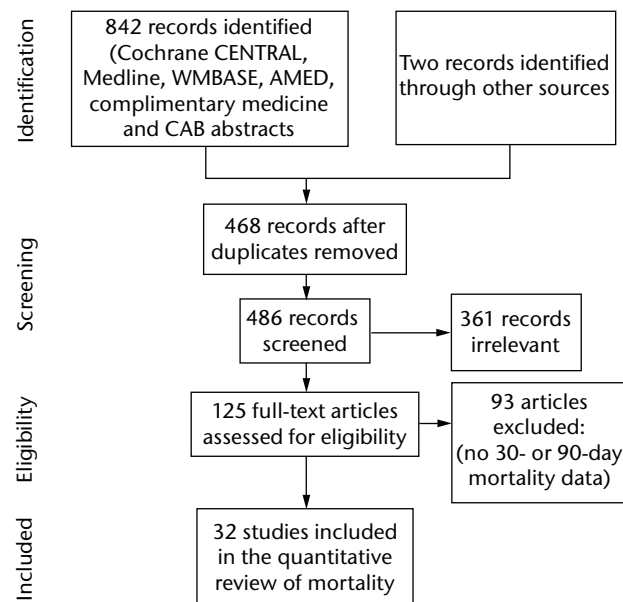 Identification
842 records identified
(Cochrane CENTRAL,
Medline, WMBASE, AMED,
complimentary medicine
and CAB abstracts
Two records identified
through other sources
Screening
468 records after
duplicates removed
486 records
screened
361 records
irrelevant
Eligibility
125 full-text articles
assessed for eligibility
93 articles
excluded:
(no 30- or 90-day
mortality data)
Included
32 studies included
in the quantitative
review of mortality